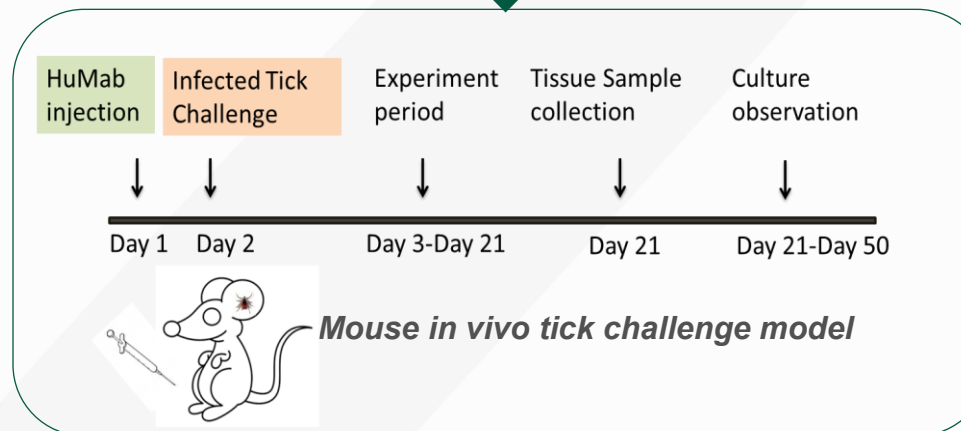 HuMab
injection
Infected Tick
Challenge
Experiment
period
Tissue Sample
collection
Culture
observation
Day 1
Day 2
Day 3-Day 21
Day 21
Day 21-Day 50
Mouse in vivo tick challenge model